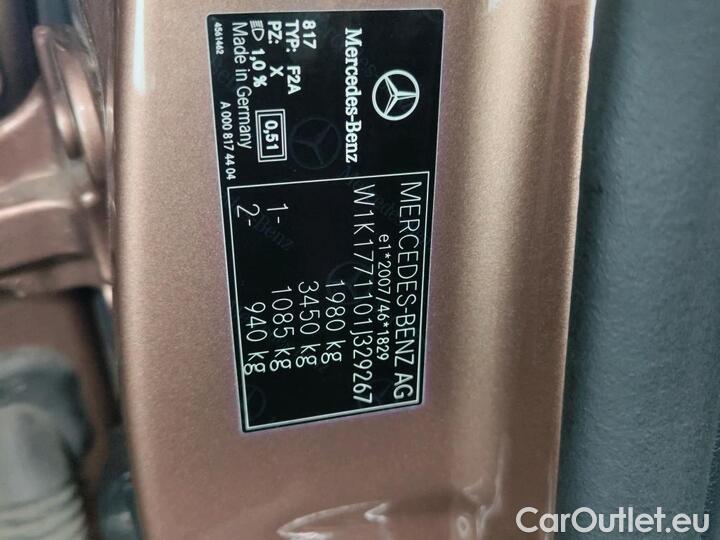 Mercedes-Benz
817
TYP: F2A
PZ: X
1,0 %
0,51
Made in Germany
4561462
A 000 817 44 04
MERCEDES-BENZ AG
e1*2007/46*1829
W1K1771101J329267
1980 kg
3450 kg
1- 1085 kg
2- 940 kg
CarOutlet.eu